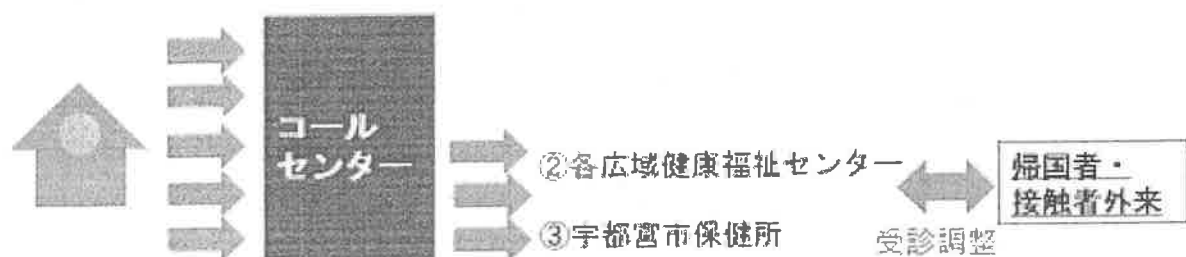 コール
センター
②各広域健康福祉センター
③宇都宮市保健所
帰国者・
接触者外来
受診調整